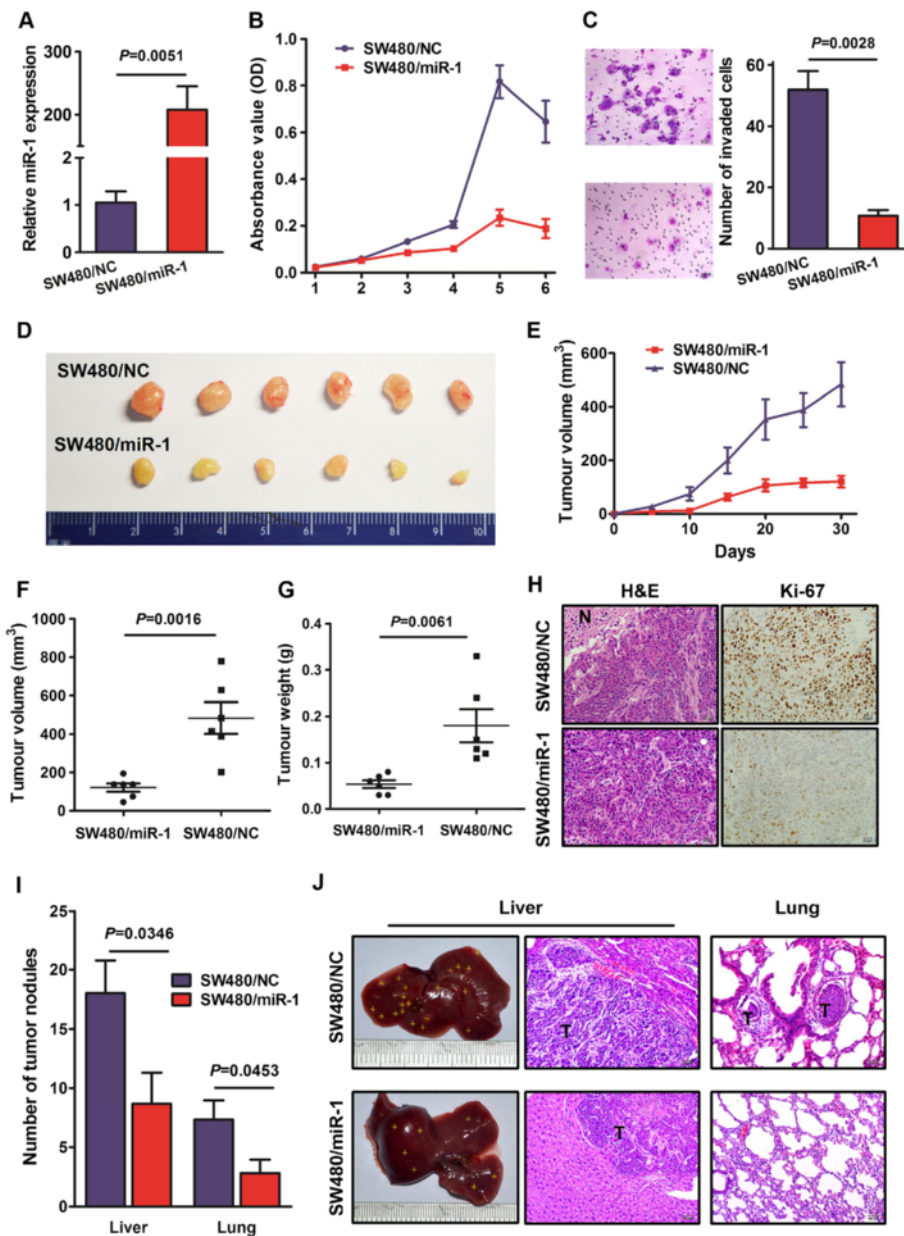 A
Relative miR-1 expression
300
200
100
2
1
0
P=0.0051
SW480/NC
SW480/miR-1
B
Absorbance value (OD)
1.0
0.8
0.6
0.4
0.2
0.0
SW480/NC
SW480/miR-1
1 2 3 4 5 6
C
Number of invaded cells
60
40
20
0
P=0.0028
SW480/NC
SW480/miR-1
D
SW480/NC
SW480/miR-1
1 2 3 4 5 6 7 8 9 10
E
Tumour volume (mm³)
600
400
200
0
SW480/miR-1
SW480/NC
0 10 20 30
Days
F
Tumour volume (mm³)
1000
800
600
400
200
0
P=0.0016
SW480/miR-1 SW480/NC
G
Tumour weight (g)
0.4
0.3
0.2
0.1
0.0
P=0.0061
SW480/miR-1 SW480/NC
H
H&E Ki-67
SW480/NC
N
SW480/miR-1
I
Number of tumor nodules
25
20
15
10
5
0
P=0.0346
SW480/NC
SW480/miR-1
P=0.0453
Liver Lung
J
Liver Lung
SW480/NC
T
T
T
SW480/miR-1
T